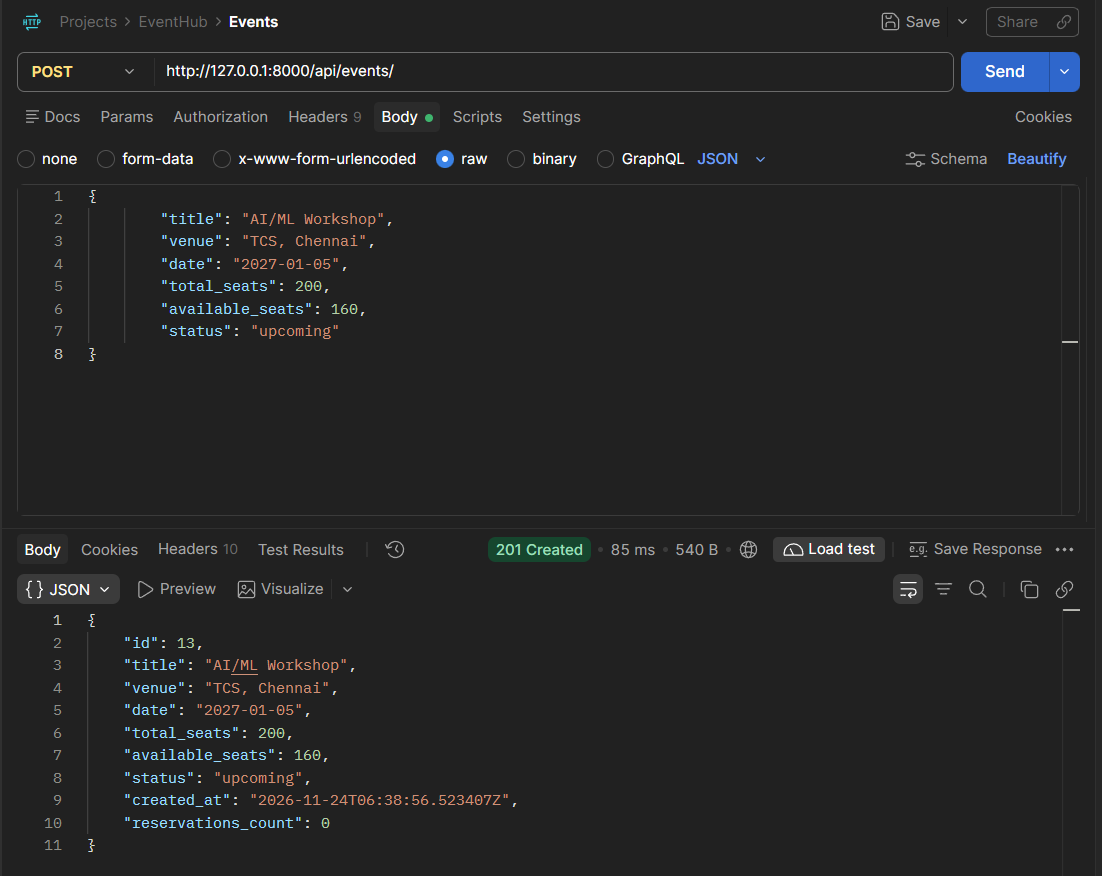 HTTP Projects > EventHub > Events Save Share
POST http://127.0.0.1:8000/api/events/ Send
Docs Params Authorization Headers 9 Body Scripts Settings Cookies
none form-data x-www-form-urlencoded raw binary GraphQL JSON Schema Beautify
1 {
2 "title": "AI/ML Workshop",
3 "venue": "TCS, Chennai",
4 "date": "2027-01-05",
5 "total_seats": 200,
6 "available_seats": 160,
7 "status": "upcoming"
8 }
Body Cookies Headers 10 Test Results 201 Created • 85 ms • 540 B • Load test e.g. Save Response •••
{} JSON Preview Visualize
1 {
2 "id": 13,
3 "title": "AI/ML Workshop",
4 "venue": "TCS, Chennai",
5 "date": "2027-01-05",
6 "total_seats": 200,
7 "available_seats": 160,
8 "status": "upcoming",
9 "created_at": "2026-11-24T06:38:56.523407Z",
10 "reservations_count": 0
11 }